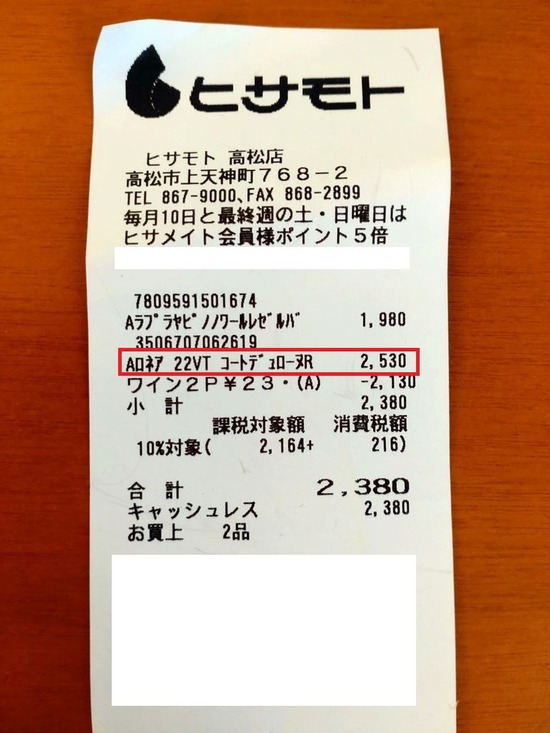 ヒサモト
ヒサモト 高松店
高松市上天神町768-2
TEL 867-9000、FAX 868-2899
毎月10日と最終週の土・日曜日は
ヒサメイト会員様ポイント5倍
7809591501674
Aﾗﾌﾟﾗﾔﾋﾟﾉﾉﾜｰﾙﾚｾﾞﾙﾊﾞ 1,980
3506707062619
Aﾛﾈｱ 22VT ｺｰﾄﾃﾞｭﾛｰﾇR 2,530
ワイン2P¥23・(A) -2,130
小 計 2,380
課税対象額 消費税額
10%対象( 2,164+ 216)
合 計 2,380
キャッシュレス 2,380
お買上 2品